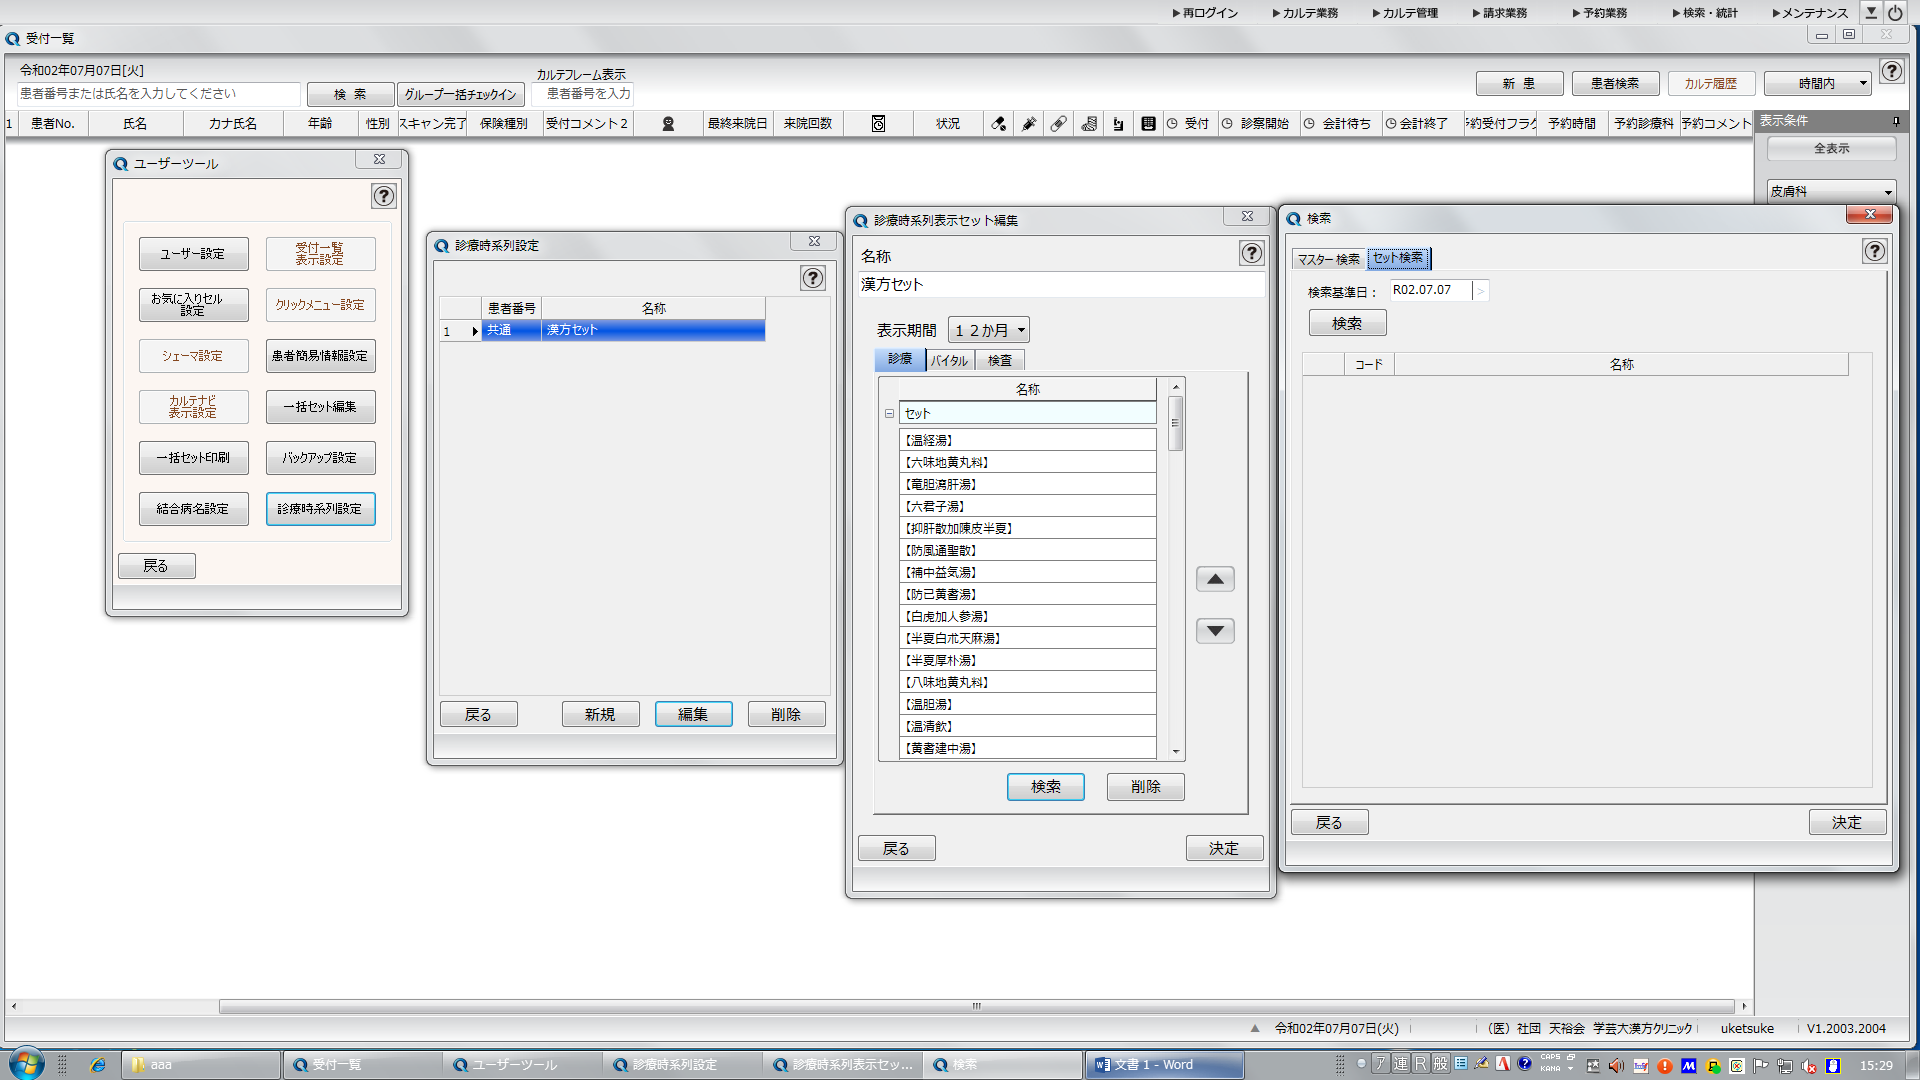 ▶再ログイン ▶カルテ業務 ▶カルテ管理 ▶請求業務 ▶予約業務 ▶検索・統計 ▶メンテナンス
受付一覧
令和02年07月07日[火]
患者番号または氏名を入力してください
検 索
グループ一括チェックイン
カルテフレーム表示
患者番号を入力
新 患
患者検索
カルテ履歴
時間内
1 患者No. 氏名 カナ氏名 年齢 性別 スキャン完了 保険種別 受付コメント2 最終来院日 来院回数 状況 受付 診察開始 会計待ち 会計終了 予約受付フラグ 予約時間 予約診療科 予約コメント
表示条件
全表示
皮膚科
ユーザーツール
ユーザー設定
受付一覧
表示設定
お気に入りセル
設定
クリックメニュー設定
シェーマ設定
患者簡易情報設定
カルテナビ
表示設定
一括セット編集
一括セット印刷
バックアップ設定
結合病名設定
診療時系列設定
戻る
診療時系列設定
患者番号 名称
1 共通 漢方セット
戻る 新規 編集 削除
診療時系列表示セット編集
名称
漢方セット
表示期間 12か月
診療 バイタル 検査
名称
セット
【温経湯】
【六味地黄丸料】
【竜胆瀉肝湯】
【六君子湯】
【抑肝散加陳皮半夏】
【防風通聖散】
【補中益気湯】
【防已黄耆湯】
【白虎加人参湯】
【半夏白朮天麻湯】
【半夏厚朴湯】
【八味地黄丸料】
【温胆湯】
【温清飲】
【黄耆建中湯】
検索 削除
戻る 決定
検索
マスター検索 セット検索
検索基準日： R02.07.07
検索
コード 名称
戻る 決定
令和02年07月07日(火) （医）社団 天裕会 学芸大漢方クリニック uketsuke V1.2003.2004
aaa 受付一覧 ユーザーツール 診療時系列設定 診療時系列表示セッ... 検索 文書 1 - Word
ア 連 R 般 CAPS KANA 15:29